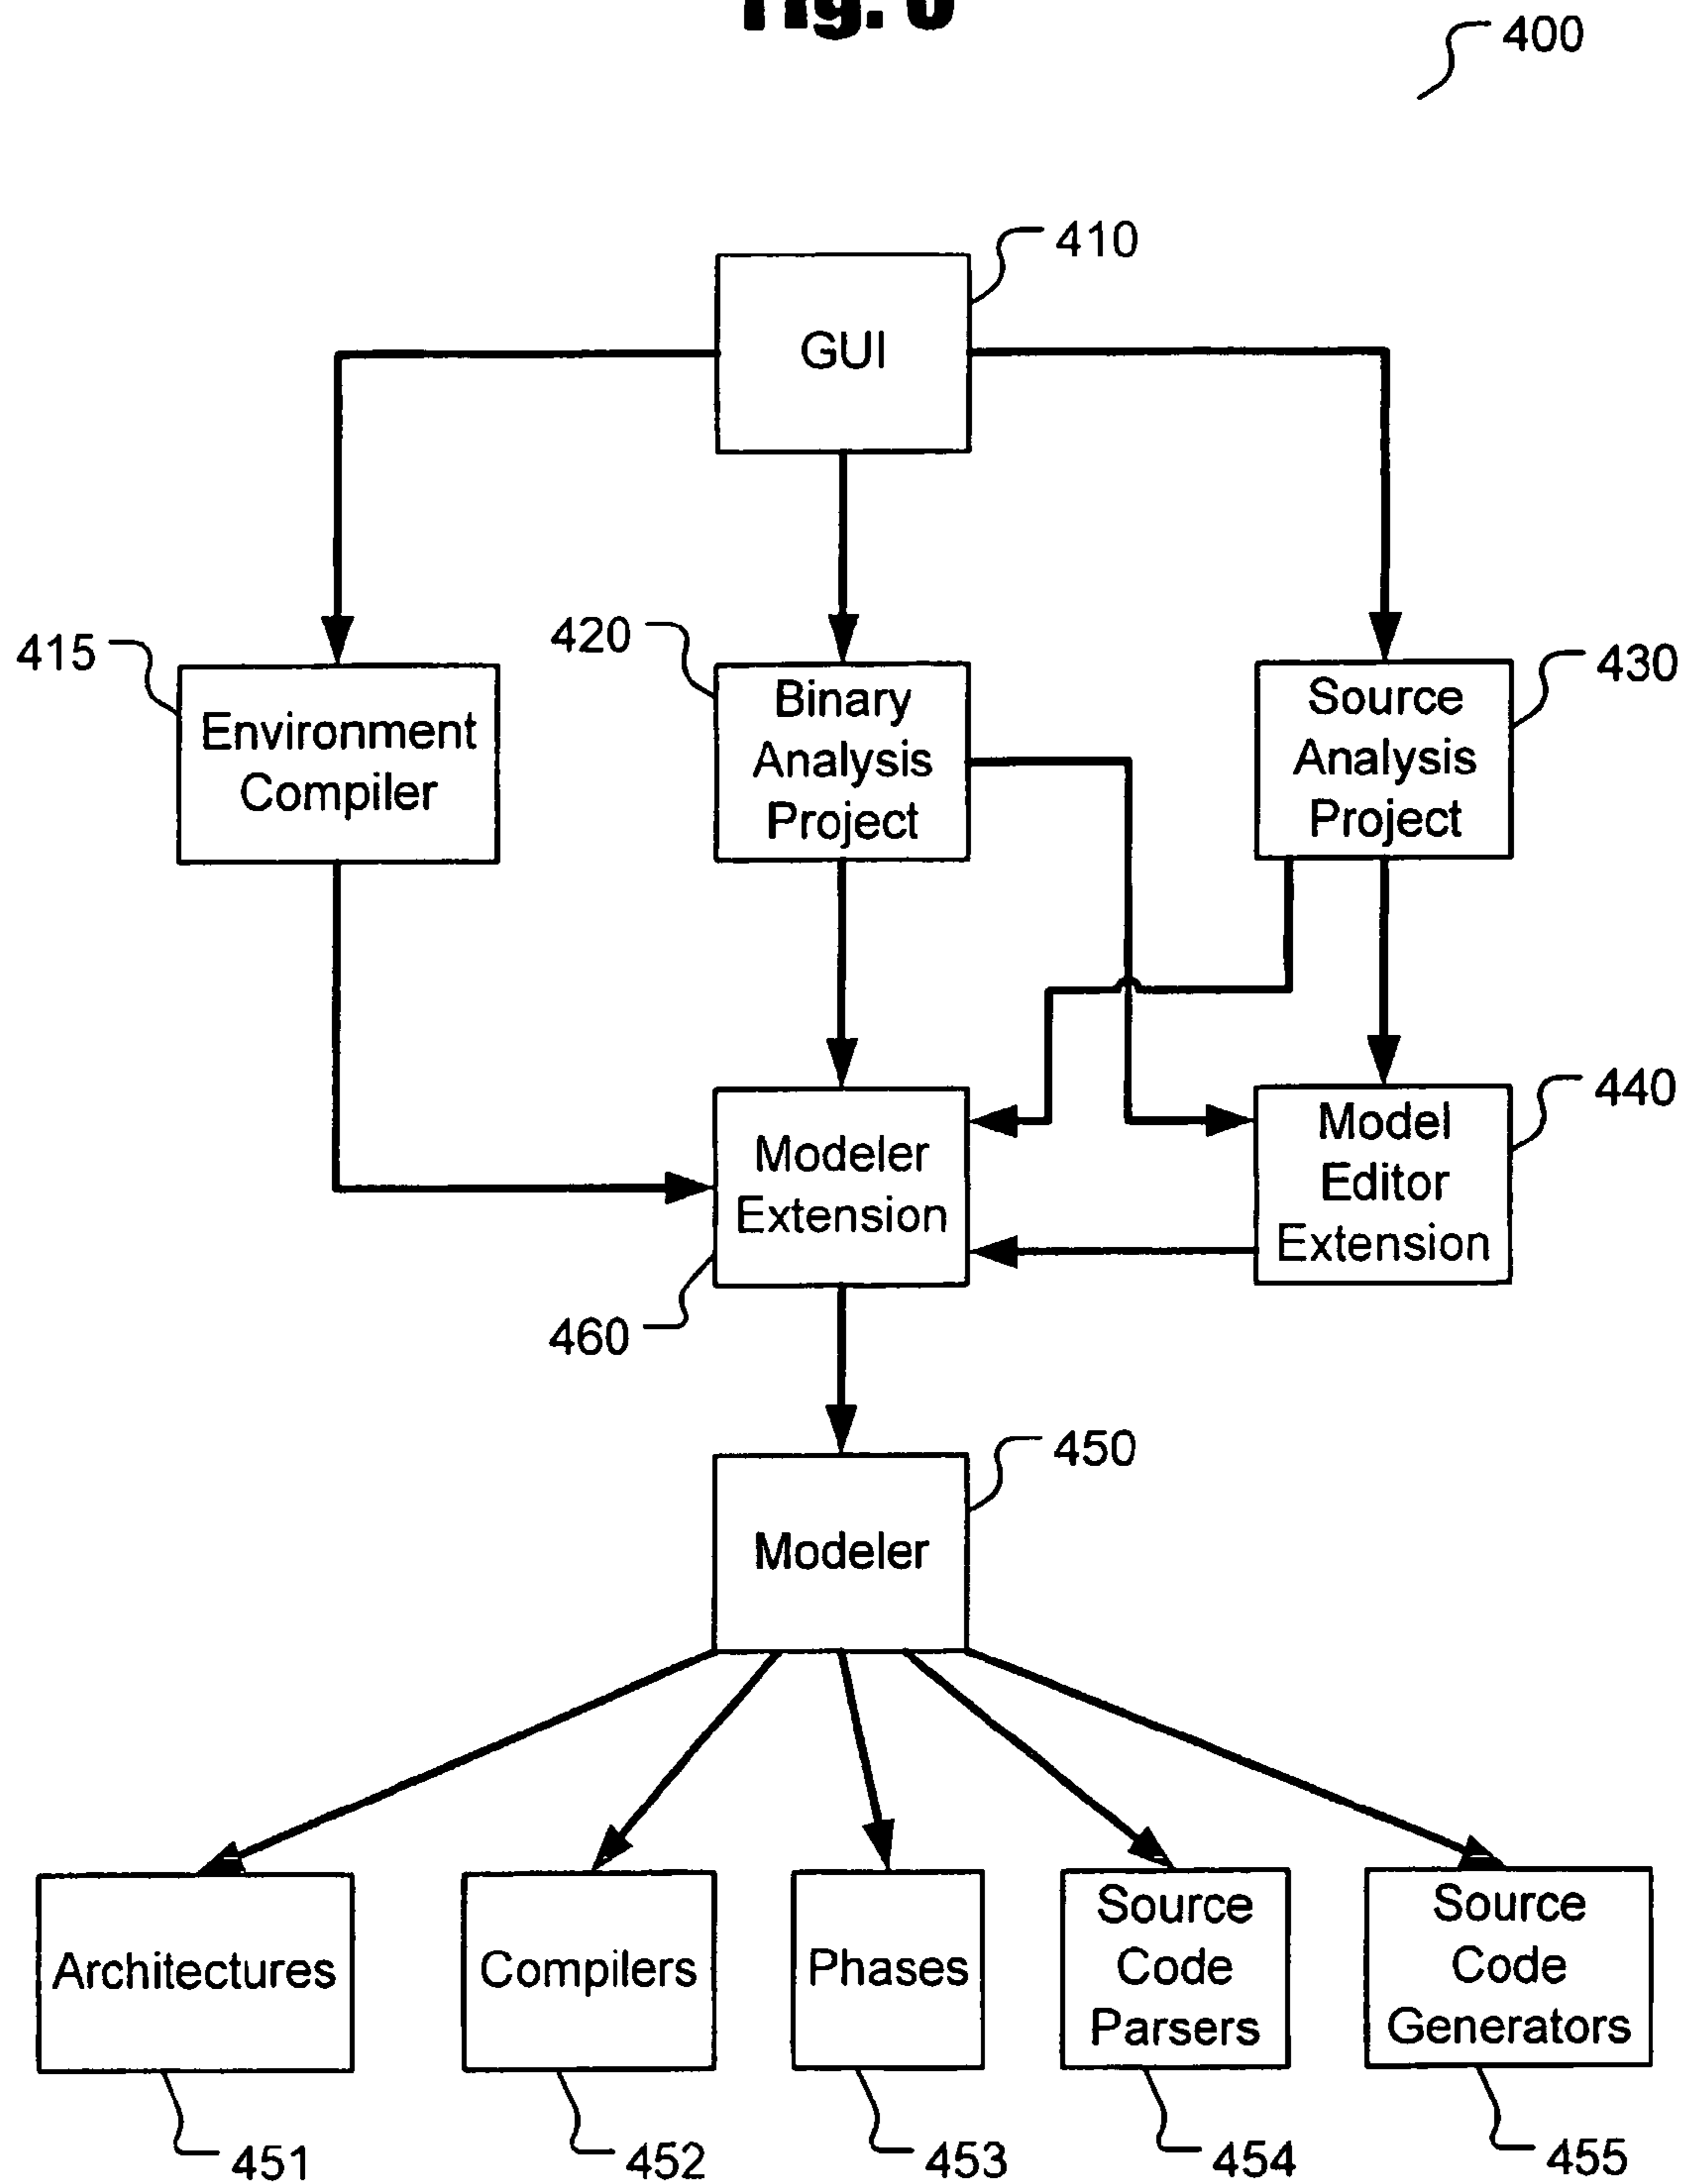 400
410
GUI
415
420
430
Environment
Compiler
Binary
Analysis
Project
Source
Analysis
Project
440
Modeler
Extension
Model
Editor
Extension
460
450
Modeler
Architectures
Compilers
Phases
Source
Code
Parsers
Source
Code
Generators
451
452
453
454
455